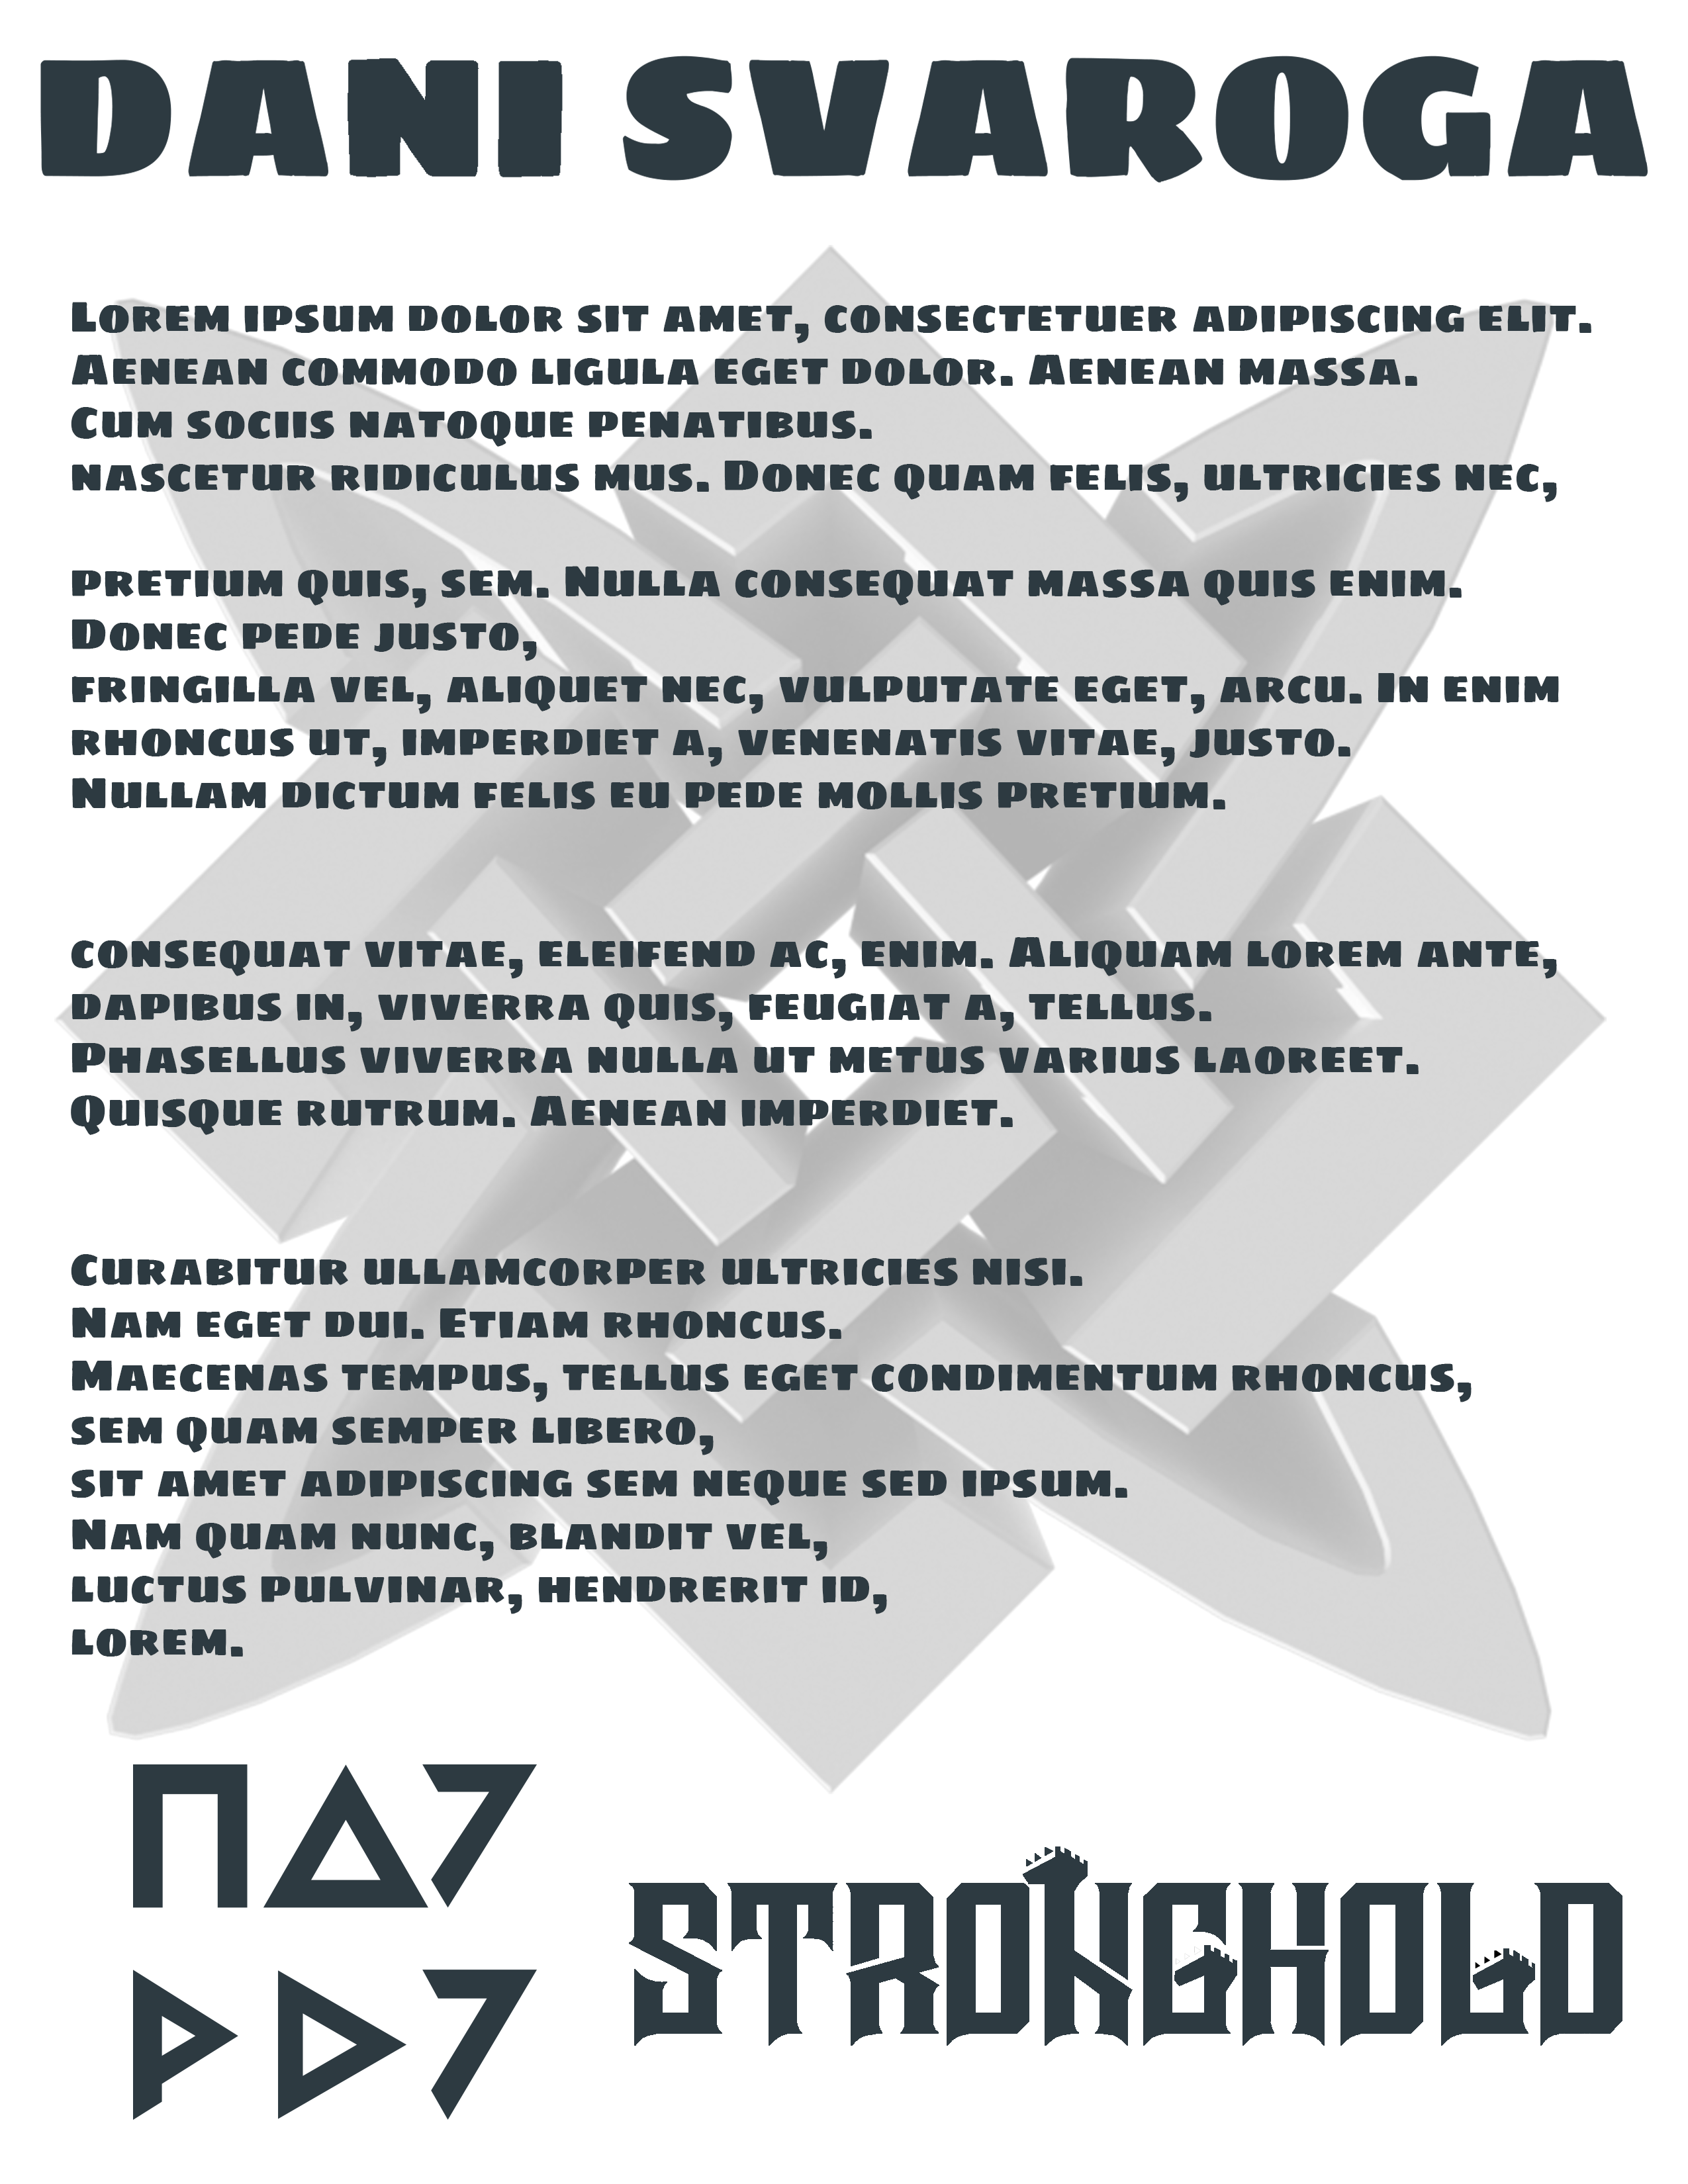 DANI SVAROGA
Lorem ipsum dolor sit amet, consectetuer adipiscing elit.
Aenean commodo ligula eget dolor. Aenean massa.
Cum sociis natoque penatibus.
nascetur ridiculus mus. Donec quam felis, ultricies nec,
pretium quis, sem. Nulla consequat massa quis enim.
Donec pede justo,
fringilla vel, aliquet nec, vulputate eget, arcu. In enim
rhoncus ut, imperdiet a, venenatis vitae, justo.
Nullam dictum felis eu pede mollis pretium.
consequat vitae, eleifend ac, enim. Aliquam lorem ante,
dapibus in, viverra quis, feugiat a, tellus.
Phasellus viverra nulla ut metus varius laoreet.
Quisque rutrum. Aenean imperdiet.
Curabitur ullamcorper ultricies nisi.
Nam eget dui. Etiam rhoncus.
Maecenas tempus, tellus eget condimentum rhoncus,
sem quam semper libero,
sit amet adipiscing sem neque sed ipsum.
Nam quam nunc, blandit vel,
luctus pulvinar, hendrerit id,
lorem.
STRONGHOLD